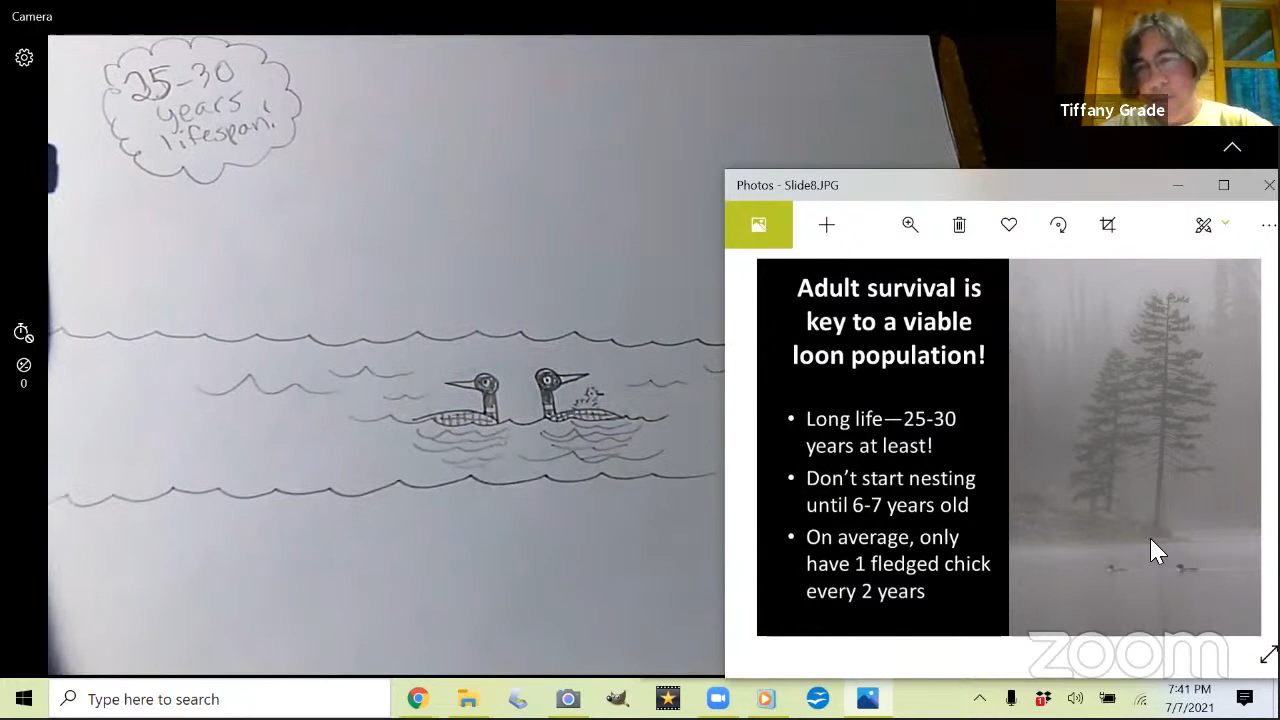 Camera
25-30
years
lifespan!
Tiffany Grade
Photos - Slide8.JPG
Adult survival is
key to a viable
loon population!
• Long life—25-30
years at least!
• Don't start nesting
until 6-7 years old
• On average, only
have 1 fledged chick
every 2 years
0
zoom
Type here to search
1
7:41 PM
7/7/2021